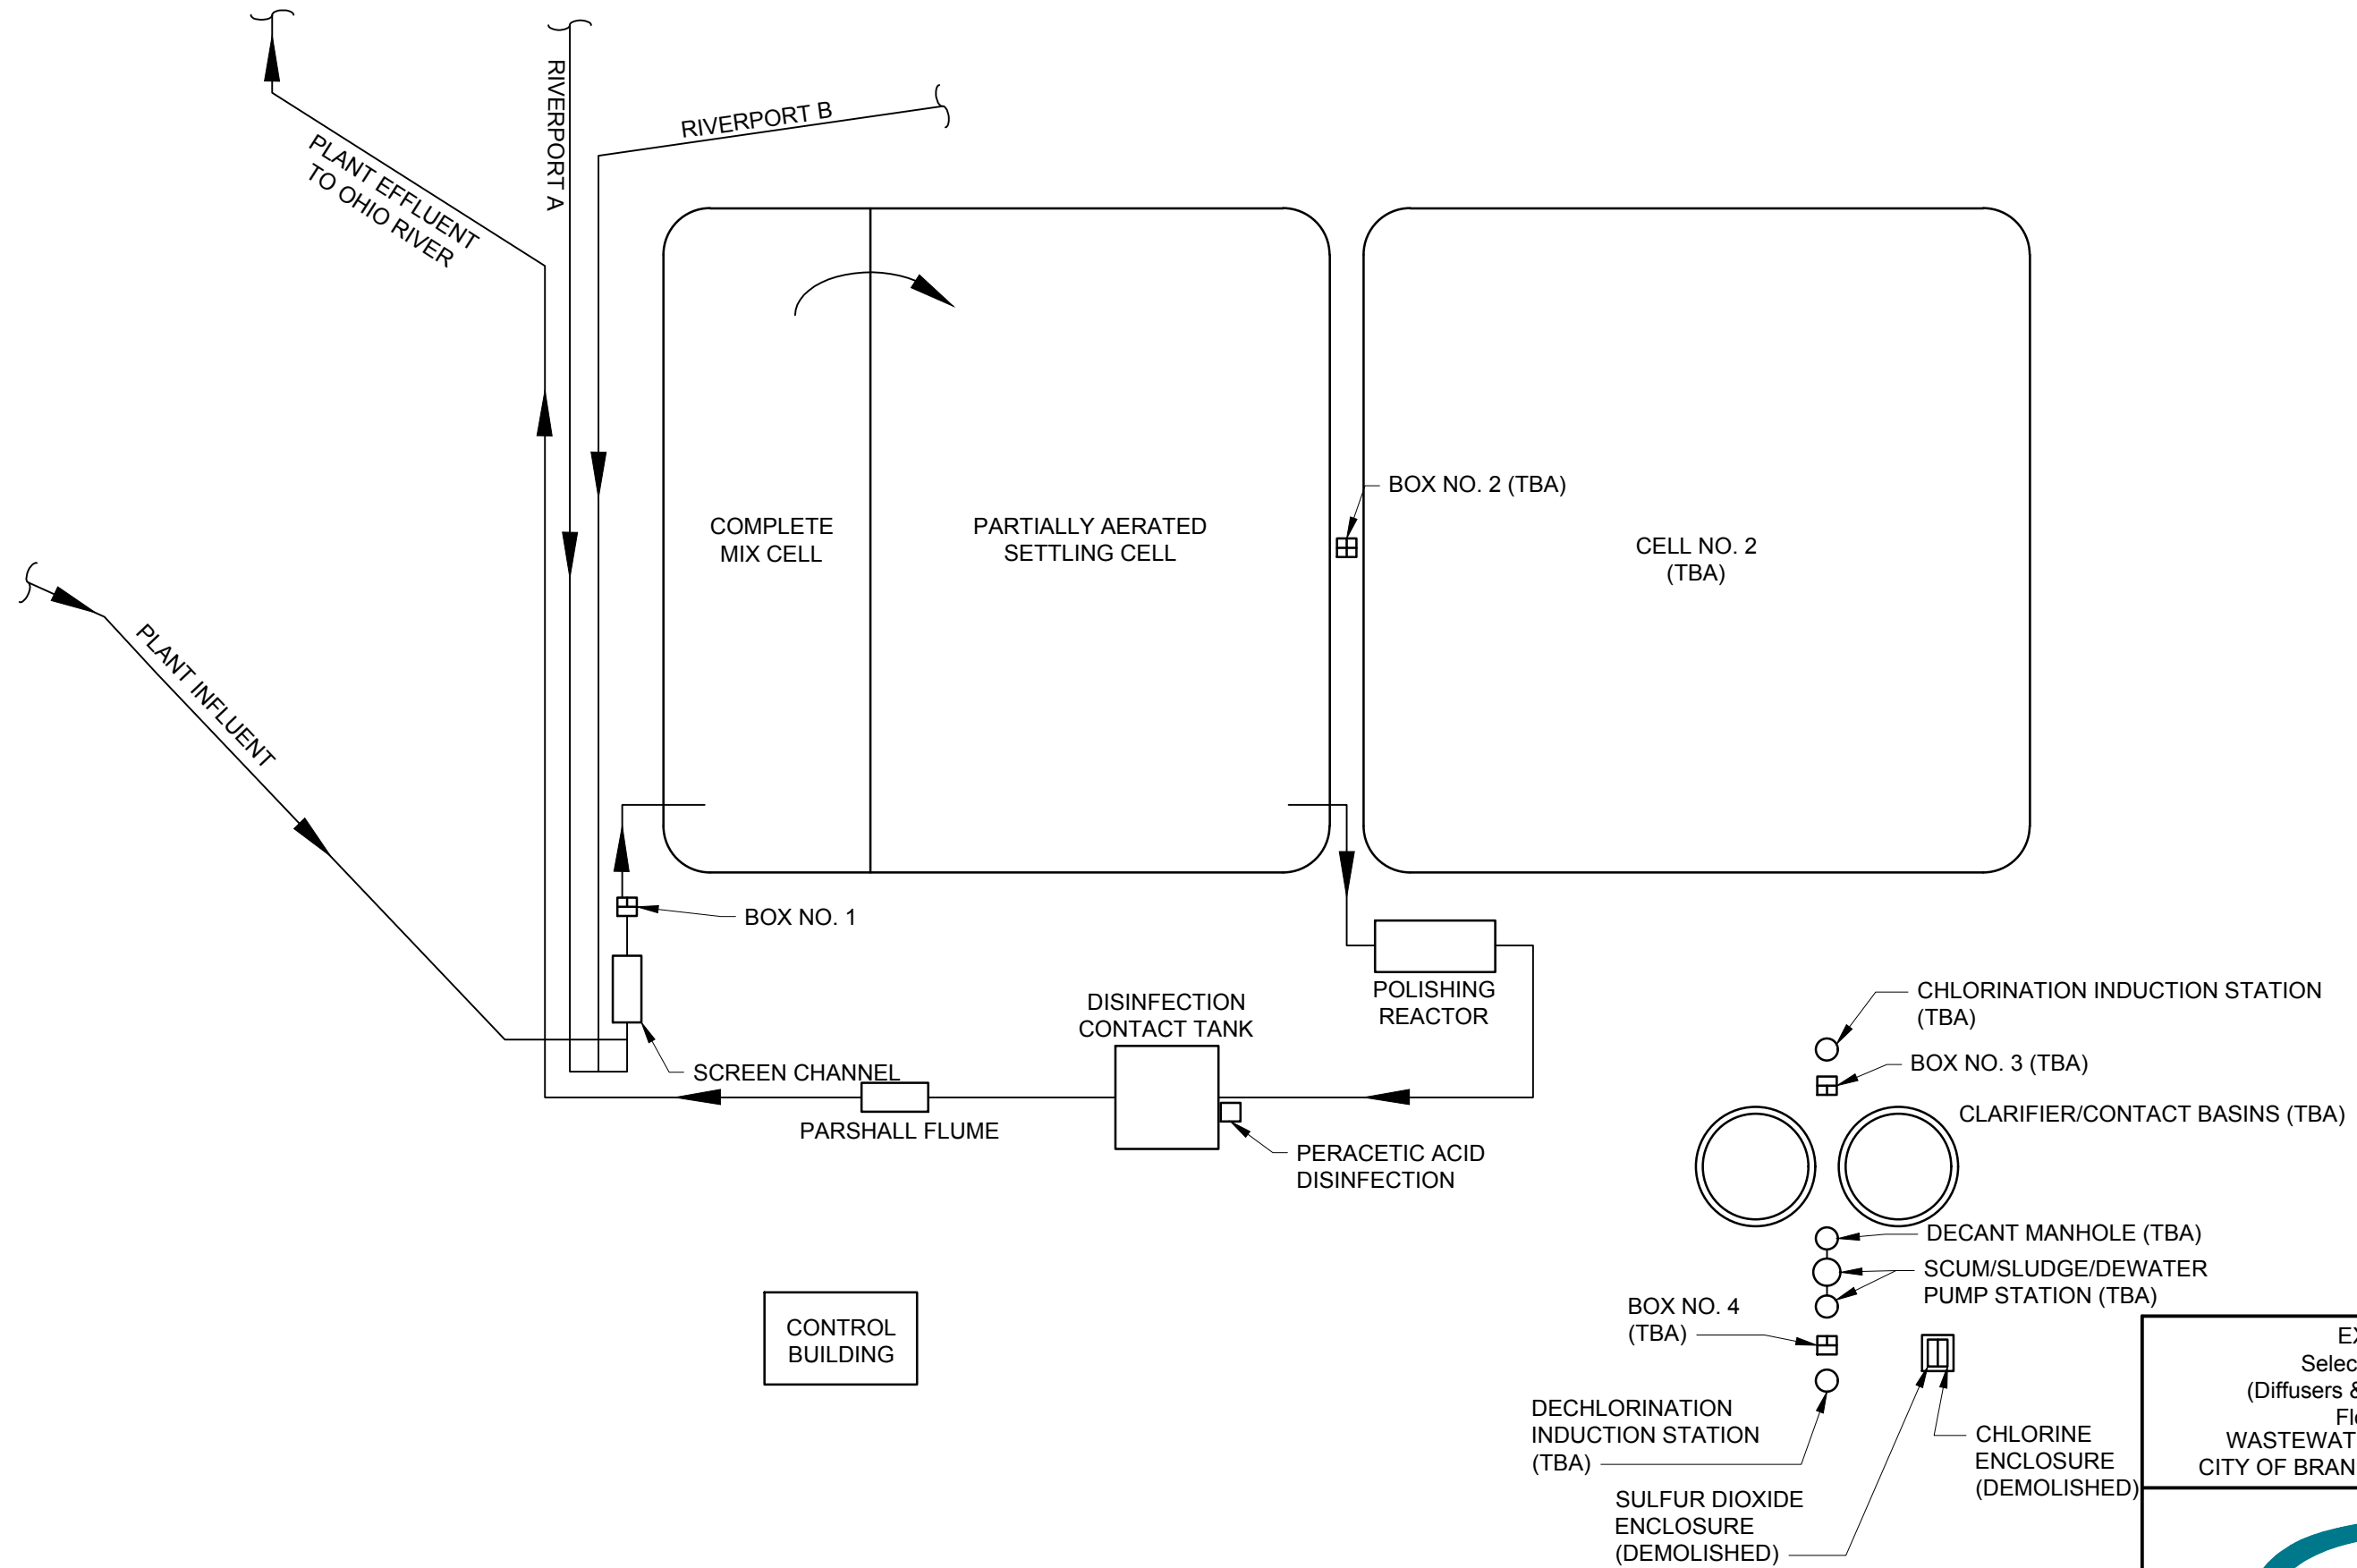 RIVERPORT A
RIVERPORT B
PLANT EFFLUENT
TO OHIO RIVER
BOX NO. 2 (TBA)
COMPLETE
MIX CELL
PARTIALLY AERATED
SETTLING CELL
CELL NO. 2
(TBA)
PLANT INFLUENT
BOX NO. 1
POLISHING
REACTOR
DISINFECTION
CONTACT TANK
CHLORINATION INDUCTION STATION
(TBA)
SCREEN CHANNEL
BOX NO. 3 (TBA)
CLARIFIER/CONTACT BASINS (TBA)
PARSHALL FLUME
PERACETIC ACID
DISINFECTION
DECANT MANHOLE (TBA)
SCUM/SLUDGE/DEWATER
PUMP STATION (TBA)
BOX NO. 4
(TBA)
CONTROL
BUILDING
DECHLORINATION
INDUCTION STATION
(TBA)
CHLORINE
ENCLOSURE
(DEMOLISHED)
SULFUR DIOXIDE
ENCLOSURE
(DEMOLISHED)
(Diffusers &
CITY OF